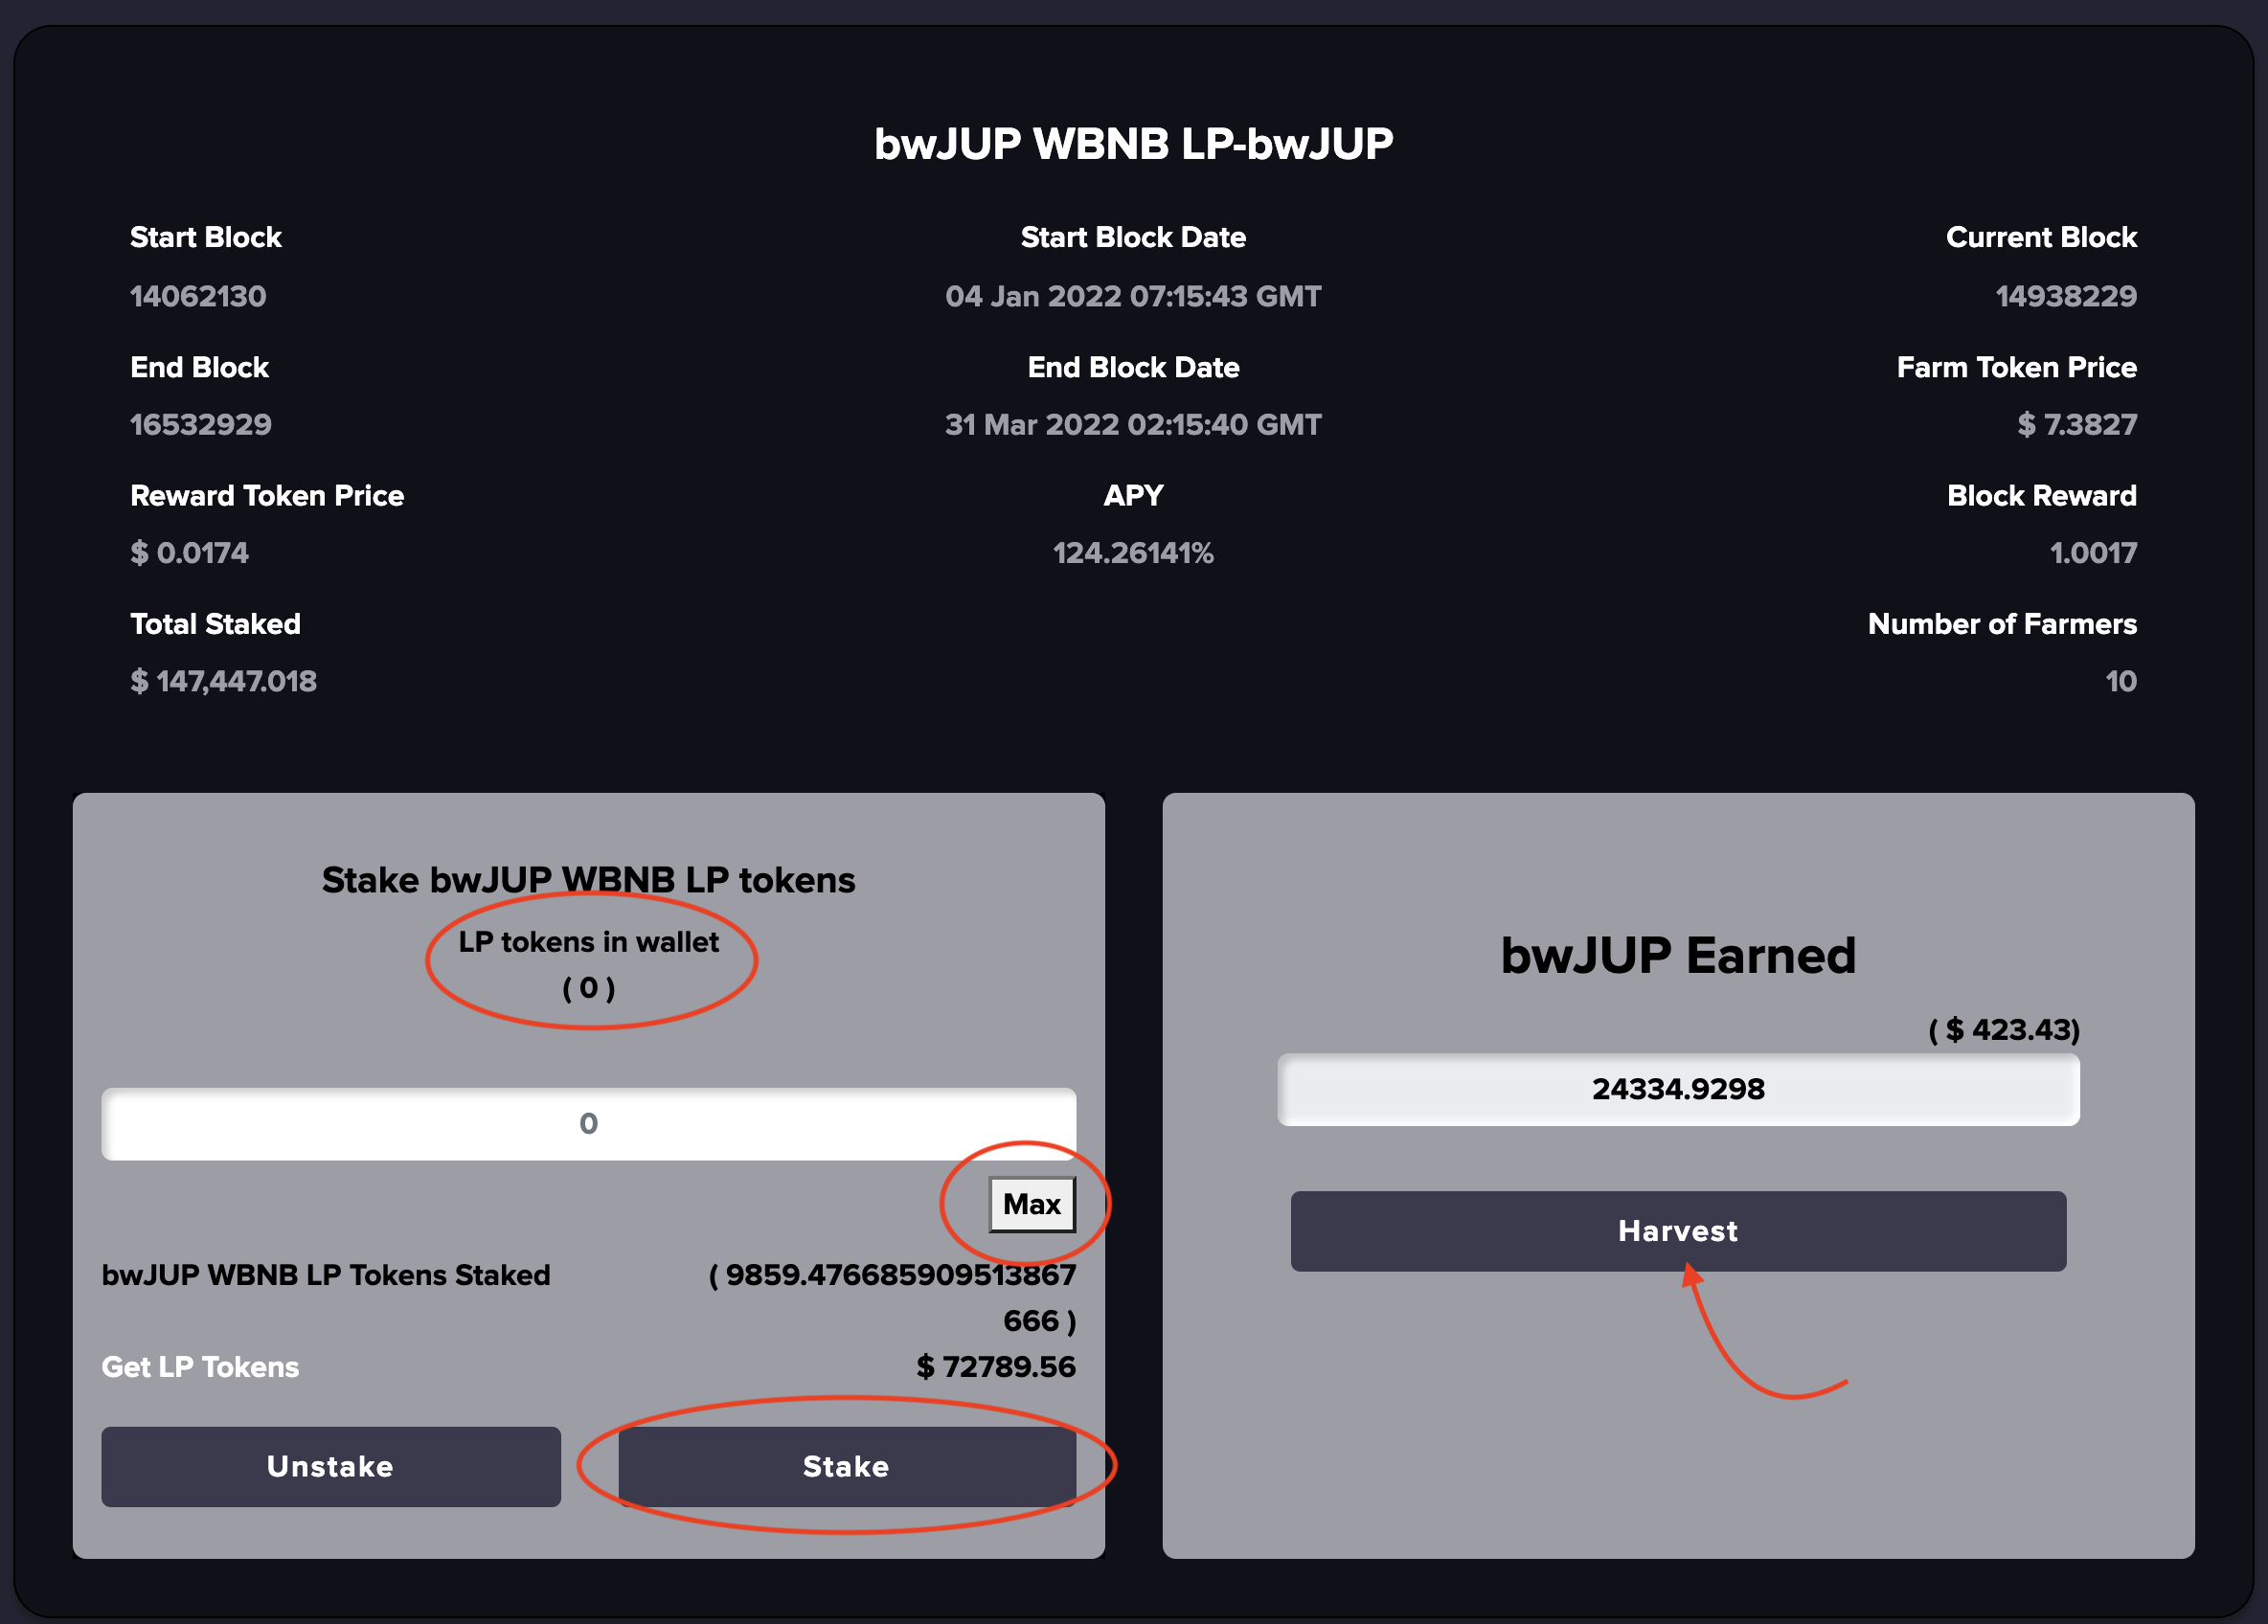 bwJUP WBNB LP-bwJUP
Start Block
Start Block Date
Current Block
14062130
04 Jan 2022 07:15:43 GMT
14938229
End Block
End Block Date
Farm Token Price
16532929
31 Mar 2022 02:15:40 GMT
$ 7.3827
Reward Token Price
APY
Block Reward
$ 0.0174
124.26141%
1.0017
Total Staked
Number of Farmers
$ 147,447.018
10
Stake bwJUP WBNB LP tokens
LP tokens in wallet
( 0 )
0
Max
bwJUP WBNB LP Tokens Staked
( 9859.476685909513867
666 )
Get LP Tokens
$ 72789.56
Unstake
Stake
bwJUP Earned
( $ 423.43)
24334.9298
Harvest